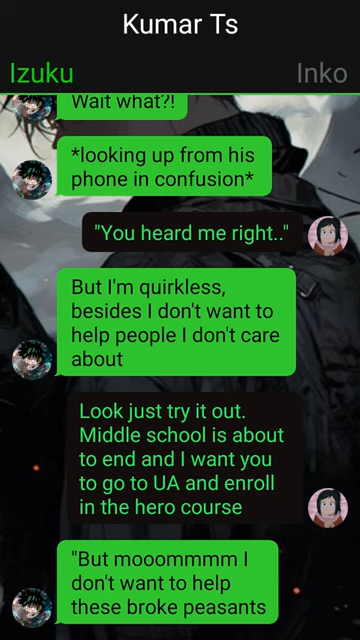 Kumar Ts
Izuku
Inko
Wait what?!
*looking up from his
phone in confusion*
"You heard me right.."
But I'm quirkless,
besides I don't want to
help people I don't care
about
Look just try it out.
Middle school is about
to end and I want you
to go to UA and enroll
in the hero course
"But mooommmm I
don't want to help
these broke peasants